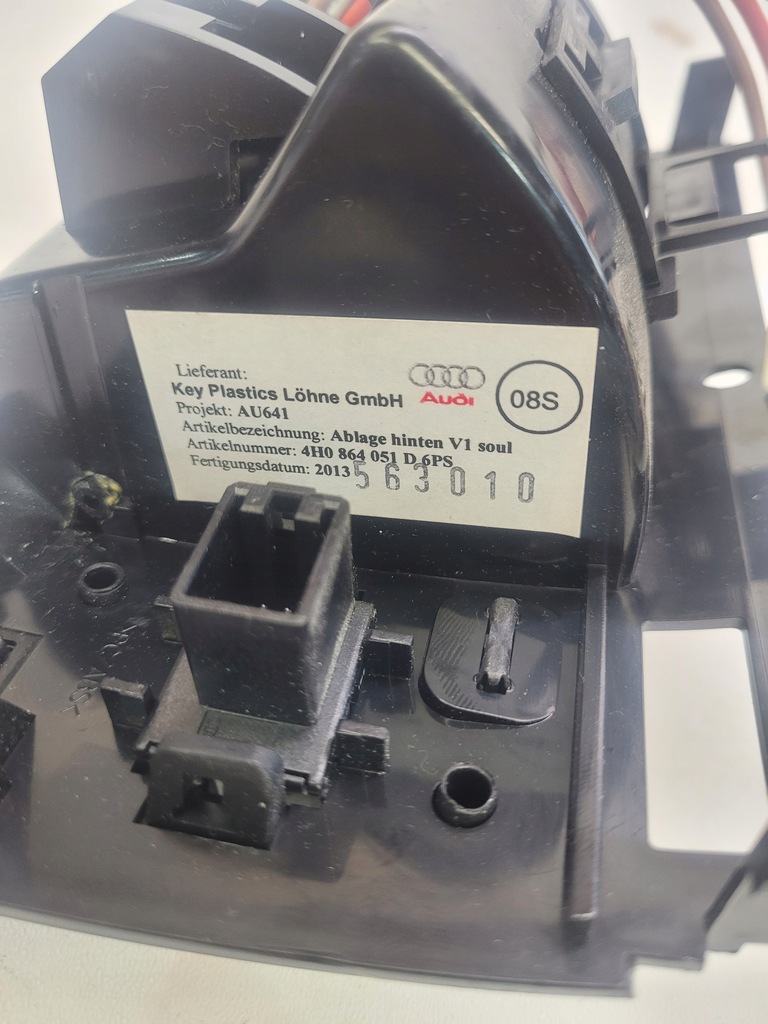 Lieferant:
Key Plastics Löhne GmbH
Audi
08S
Projekt: AU641
Artikelbezeichnung: Ablage hinten V1 soul
Artikelnummer: 4H0 864 051 D 6PS
Fertigungsdatum: 2013
563010